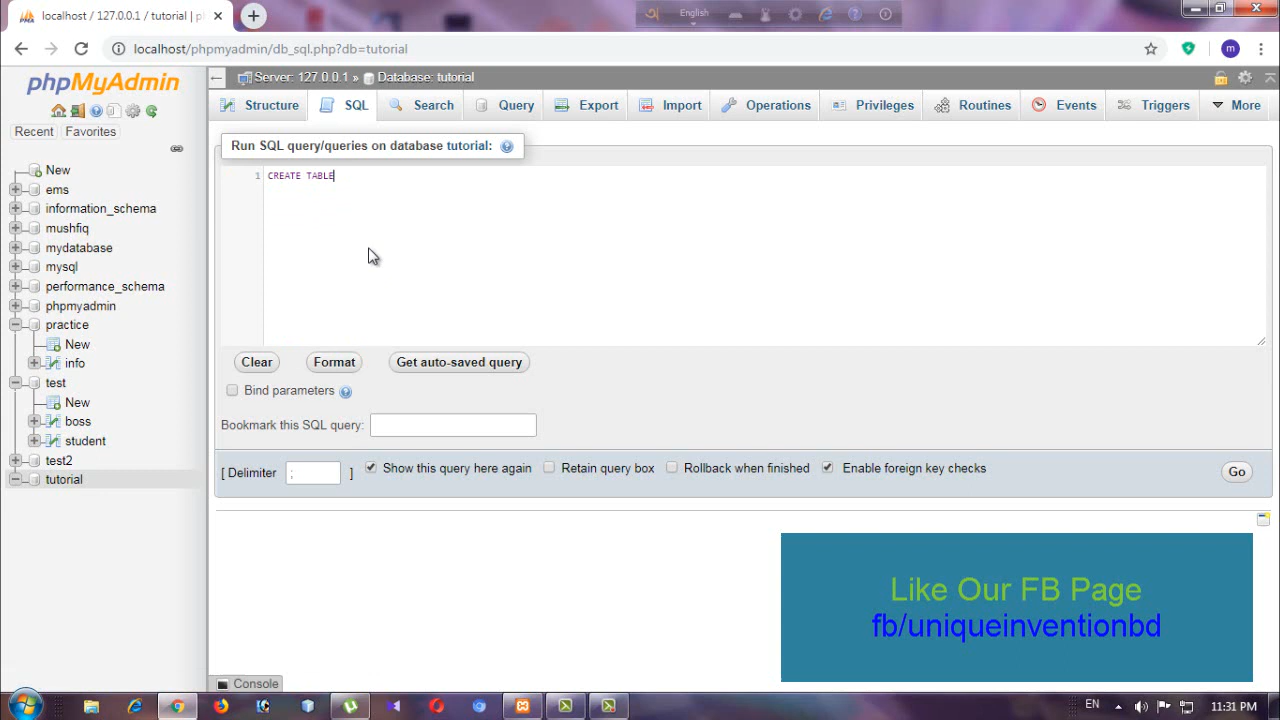 localhost / 127.0.0.1 / tutorial | p
English
localhost/phpmyadmin/db_sql.php?db=tutorial
m
phpMyAdmin
Recent
Favorites
New
ems
information_schema
mushfiq
mydatabase
mysql
performance_schema
phpmyadmin
practice
New
info
test
New
boss
student
test2
tutorial
Server: 127.0.0.1 » Database: tutorial
Structure
SQL
Search
Query
Export
Import
Operations
Privileges
Routines
Events
Triggers
More
Run SQL query/queries on database tutorial:
1 CREATE TABLE
Clear
Format
Get auto-saved query
Bind parameters
Bookmark this SQL query:
[ Delimiter ; ]
Show this query here again
Retain query box
Rollback when finished
Enable foreign key checks
Go
Like Our FB Page
fb/uniqueinventionbd
Console
EN
11:31 PM